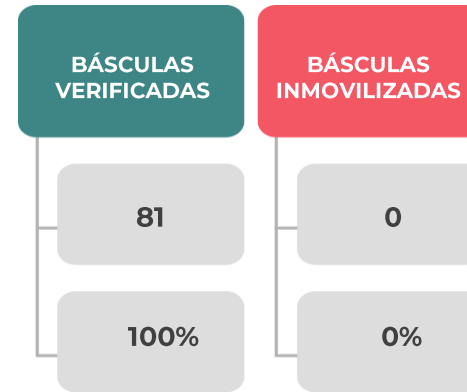 BÁSCULAS
VERIFICADAS
81
100%
BÁSCULAS
INMOVILIZADAS
0
0%